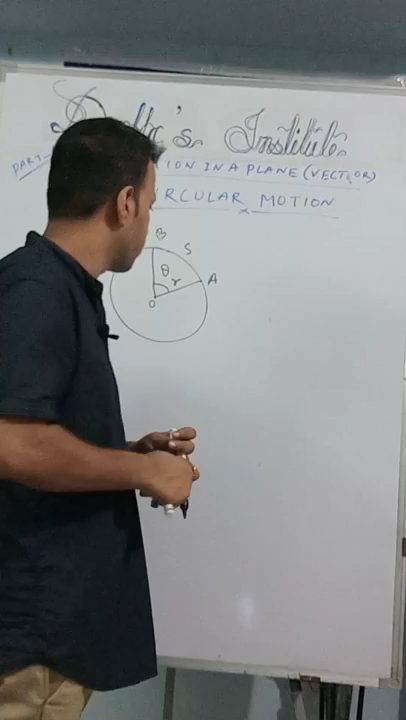 Institute
PART
ION IN A PLANE (VECTOR)
RCULAR MOTION
B
S
θ
r
A
O